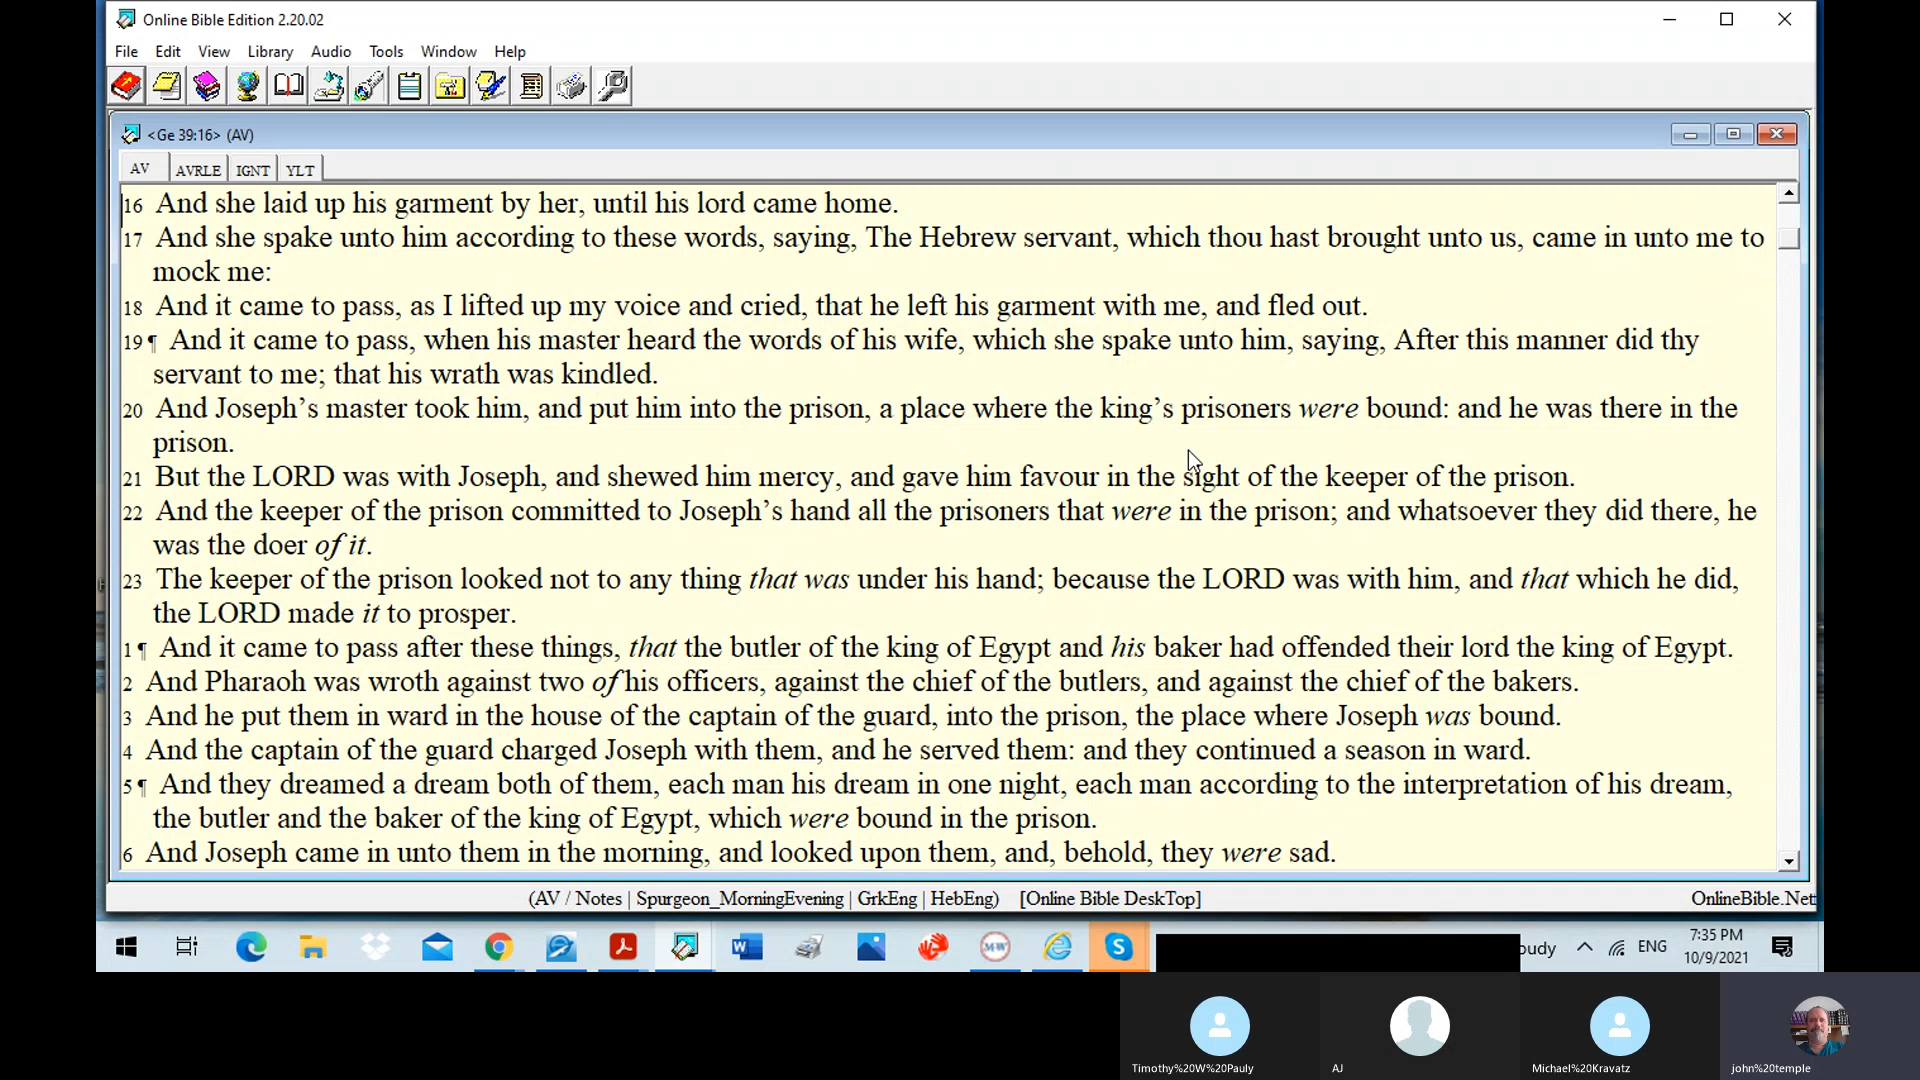 Online Bible Edition 2.20.02
File Edit View Library Audio Tools Window Help
<Ge 39:16> (AV)
AV AVRLE IGNT YLT
16 And she laid up his garment by her, until his lord came home.
17 And she spake unto him according to these words, saying, The Hebrew servant, which thou hast brought unto us, came in unto me to
mock me:
18 And it came to pass, as I lifted up my voice and cried, that he left his garment with me, and fled out.
19 ¶ And it came to pass, when his master heard the words of his wife, which she spake unto him, saying, After this manner did thy
servant to me; that his wrath was kindled.
20 And Joseph’s master took him, and put him into the prison, a place where the king’s prisoners were bound: and he was there in the
prison.
21 But the LORD was with Joseph, and shewed him mercy, and gave him favour in the sight of the keeper of the prison.
22 And the keeper of the prison committed to Joseph’s hand all the prisoners that were in the prison; and whatsoever they did there, he
was the doer of it.
23 The keeper of the prison looked not to any thing that was under his hand; because the LORD was with him, and that which he did,
the LORD made it to prosper.
1 ¶ And it came to pass after these things, that the butler of the king of Egypt and his baker had offended their lord the king of Egypt.
2 And Pharaoh was wroth against two of his officers, against the chief of the butlers, and against the chief of the bakers.
3 And he put them in ward in the house of the captain of the guard, into the prison, the place where Joseph was bound.
4 And the captain of the guard charged Joseph with them, and he served them: and they continued a season in ward.
5 ¶ And they dreamed a dream both of them, each man his dream in one night, each man according to the interpretation of his dream,
the butler and the baker of the king of Egypt, which were bound in the prison.
6 And Joseph came in unto them in the morning, and looked upon them, and, behold, they were sad.
(AV / Notes | Spurgeon_MorningEvening | GrkEng | HebEng) [Online Bible DeskTop] OnlineBible.Net
W M-W S oudy ENG 7:35 PM
10/9/2021
Timothy%20W%20Pauly AJ Michael%20Kravatz john%20temple